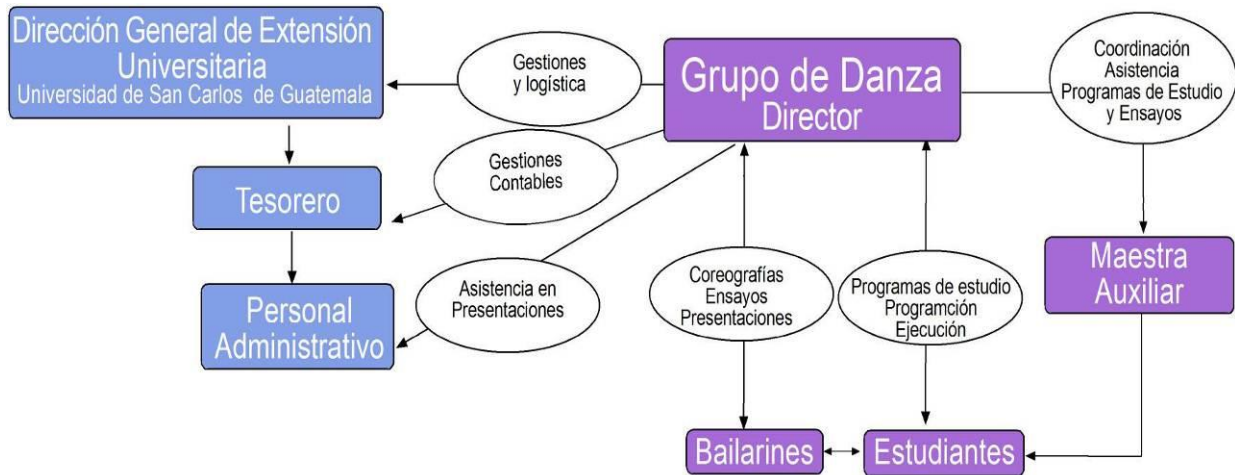 Dirección General de Extensión
Universitaria
Universidad de San Carlos de Guatemala
Gestiones
y logística
Grupo de Danza
Director
Coordinación
Asistencia
Programas de Estudio
y Ensayos
Gestiones
Contables
Tesorero
Maestra
Auxiliar
Asistencia en
Presentaciones
Coreografías
Ensayos
Presentaciones
Programas de estudio
Programción
Ejecución
Personal
Administrativo
Bailarines
Estudiantes